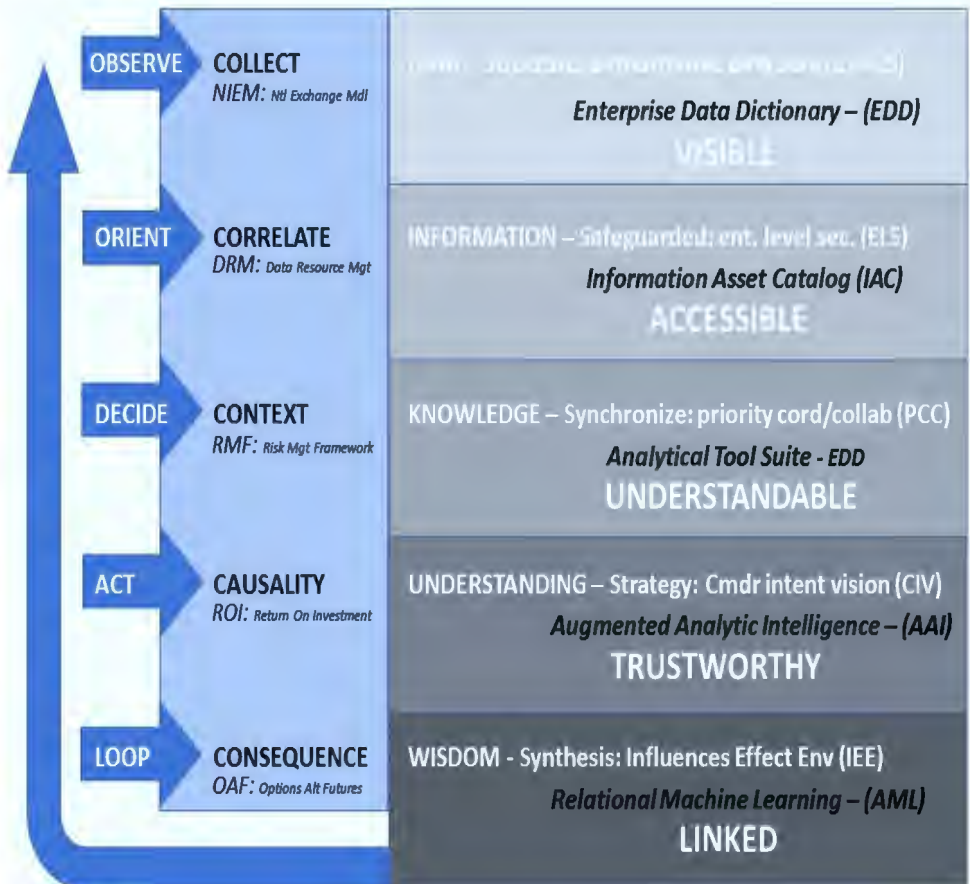 OBSERVE
COLLECT
NIEM: Ntl Exchange Mdl
Enterprise Data Dictionary – (EDD)
VISIBLE
ORIENT
CORRELATE
DRM: Data Resource Mgt
INFORMATION – Safeguarded: ent. level sec. (ELS)
Information Asset Catalog (IAC)
ACCESSIBLE
DECIDE
CONTEXT
RMF: Risk Mgt Framework
KNOWLEDGE – Synchronize: priority cord/collab (PCC)
Analytical Tool Suite - EDD
UNDERSTANDABLE
ACT
CAUSALITY
ROI: Return On Investment
UNDERSTANDING – Strategy: Cmdr intent vision (CIV)
Augmented Analytic Intelligence – (AAI)
TRUSTWORTHY
LOOP
CONSEQUENCE
OAF: Options Alt Futures
WISDOM - Synthesis: Influences Effect Env (IEE)
Relational Machine Learning – (AML)
LINKED